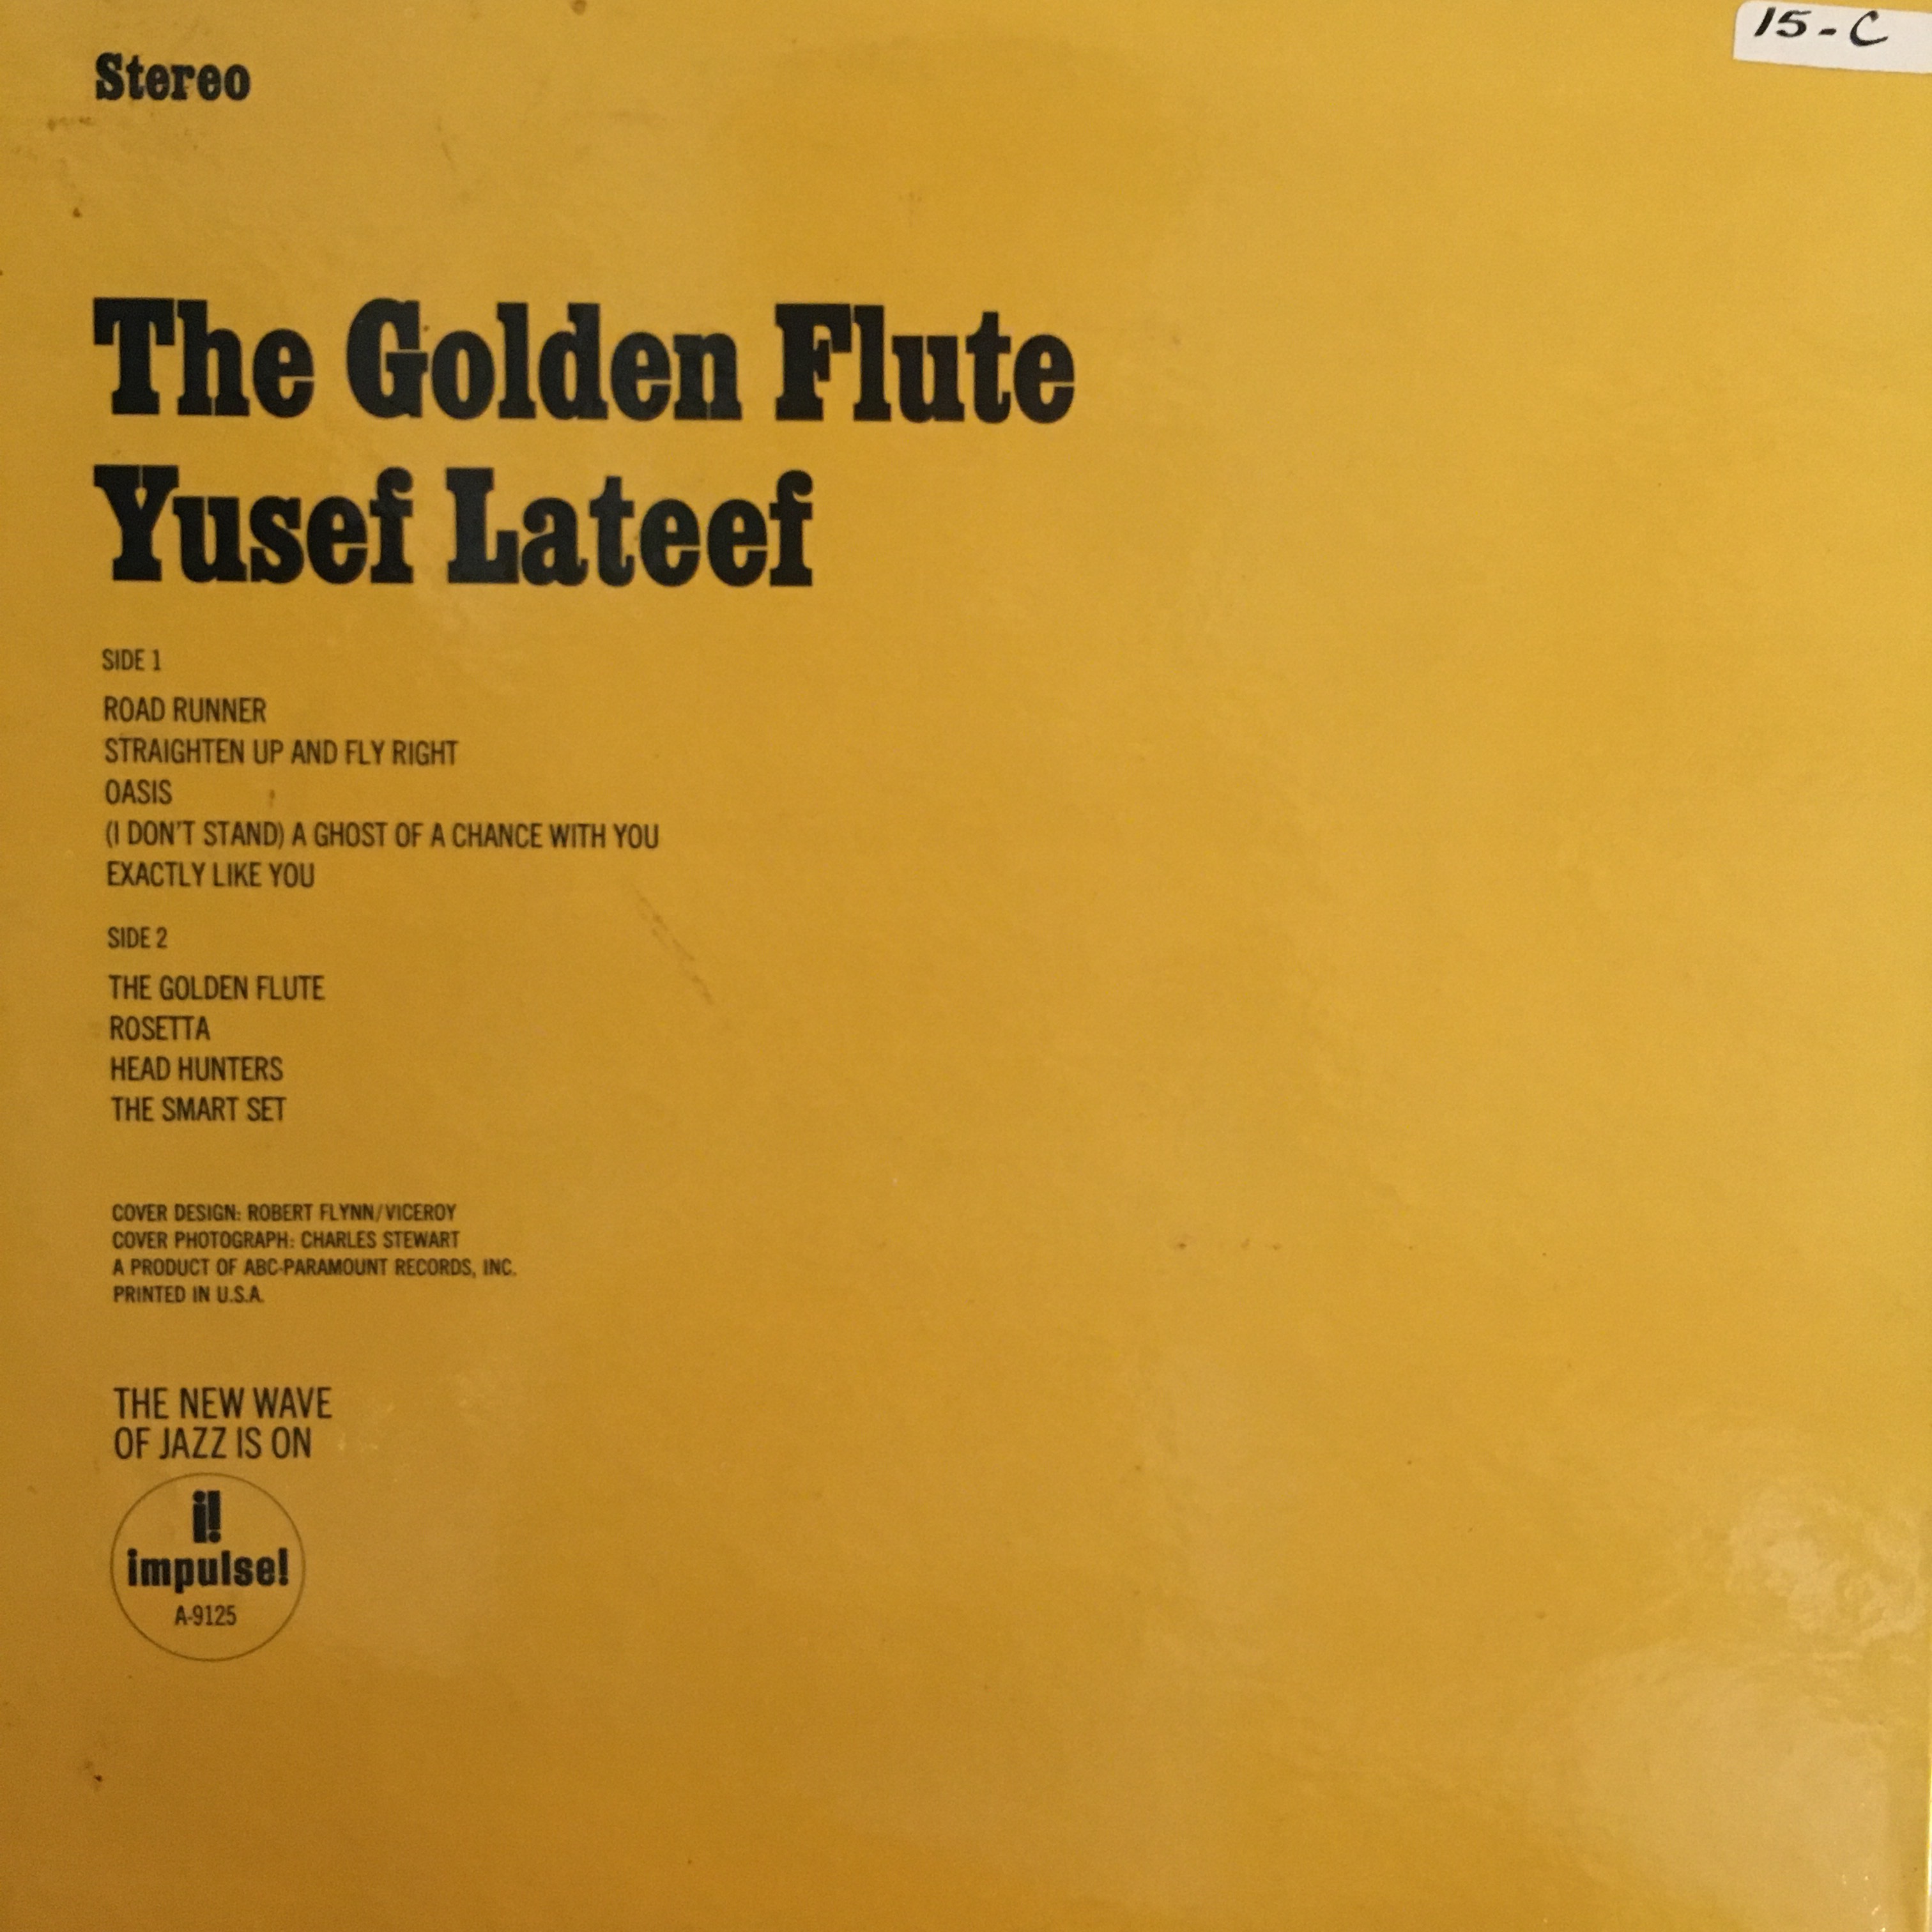 15-C
Stereo
The Golden Flute
Yusef Lateef
SIDE 1
ROAD RUNNER
STRAIGHTEN UP AND FLY RIGHT
OASIS
(I DON'T STAND) A GHOST OF A CHANCE WITH YOU
EXACTLY LIKE YOU
SIDE 2
THE GOLDEN FLUTE
ROSETTA
HEAD HUNTERS
THE SMART SET
COVER DESIGN: ROBERT FLYNN/VICEROY
COVER PHOTOGRAPH: CHARLES STEWART
A PRODUCT OF ABC-PARAMOUNT RECORDS, INC.
PRINTED IN U.S.A.
THE NEW WAVE
OF JAZZ IS ON
i!
impulse!
A-9125